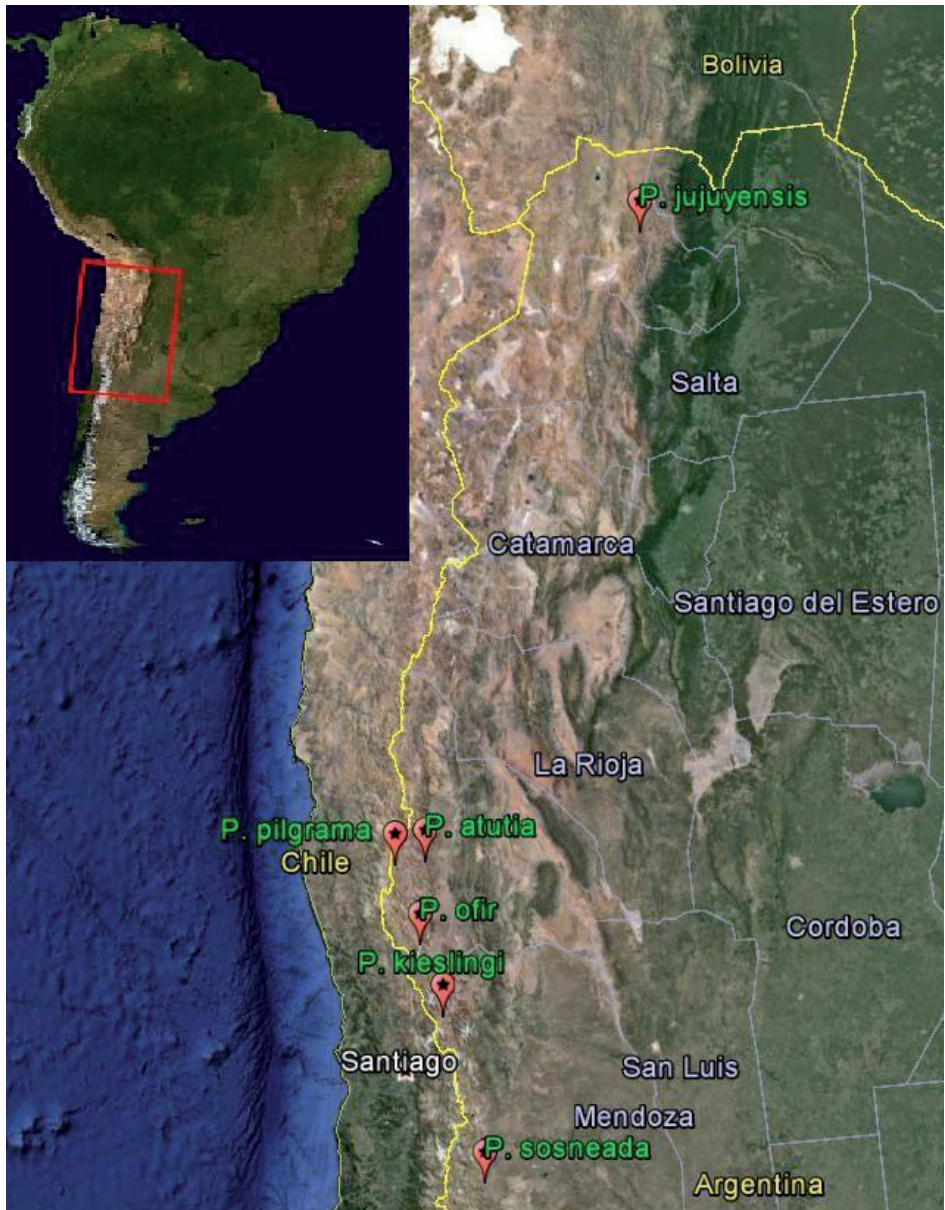 Bolivia
P. jujuyensis
Salta
Catamarca
Santiago del Estero
La Rioja
P. pilgrama
P. atutia
Chile
P. ofir
Cordoba
P. kieslingi
Santiago
San Luis
Mendoza
P. sosneada
Argentina